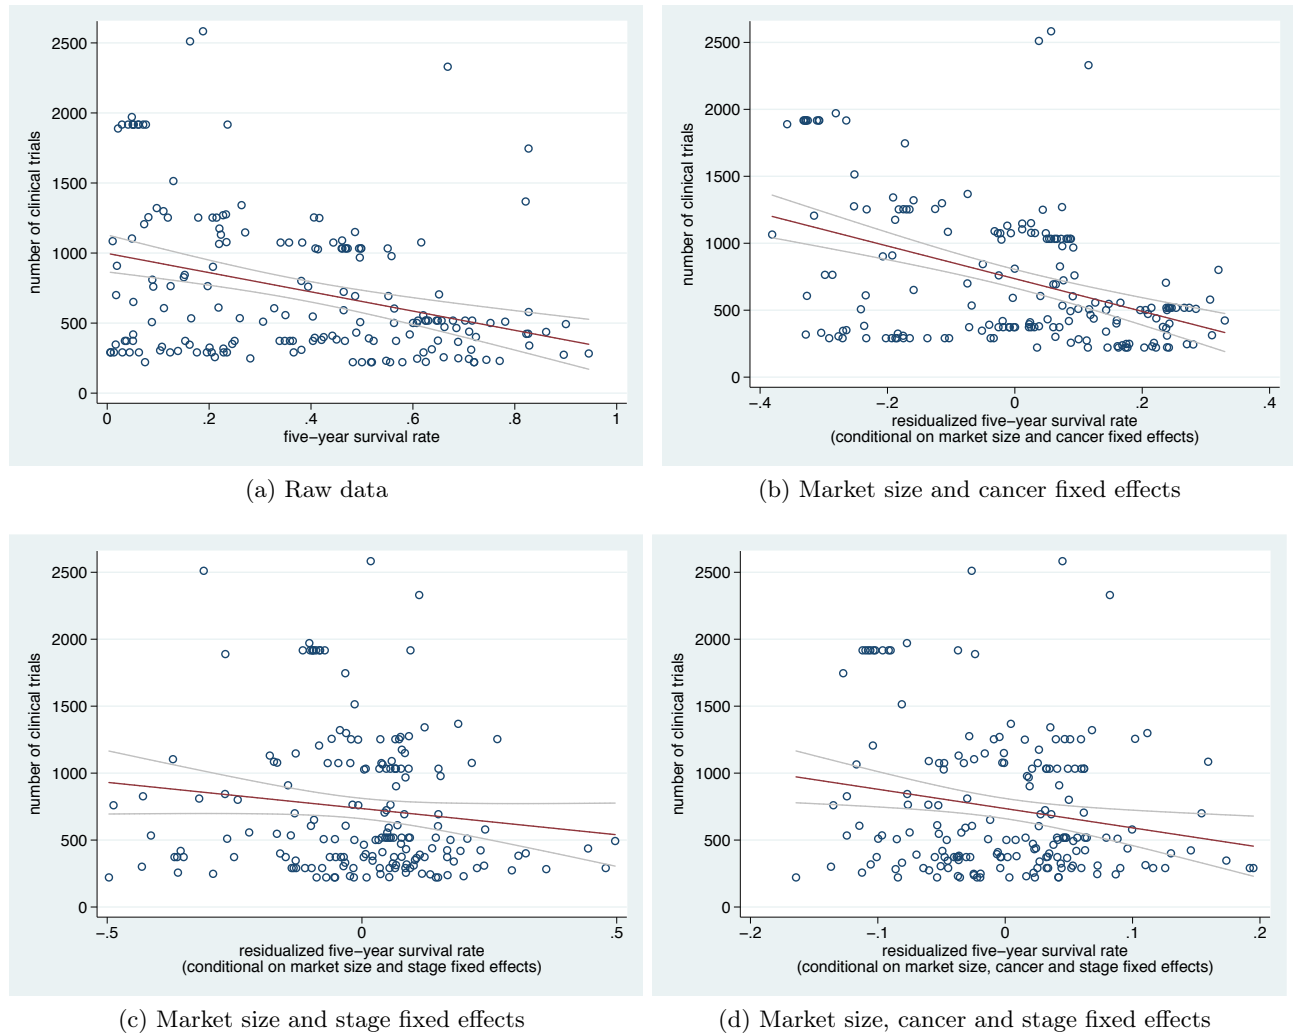 2500
2000
1500
1000
500
0
number of clinical trials
0 .2 .4 .6 .8 1
five-year survival rate
(a) Raw data
2500
2000
1500
1000
500
0
number of clinical trials
-.4 -.2 0 .2 .4
residualized five-year survival rate
(conditional on market size and cancer fixed effects)
(b) Market size and cancer fixed effects
2500
2000
1500
1000
500
0
number of clinical trials
-.5 0 .5
residualized five-year survival rate
(conditional on market size and stage fixed effects)
(c) Market size and stage fixed effects
2500
2000
1500
1000
500
0
number of clinical trials
-.2 -.1 0 .1 .2
residualized five-year survival rate
(conditional on market size, cancer and stage fixed effects)
(d) Market size, cancer and stage fixed effects